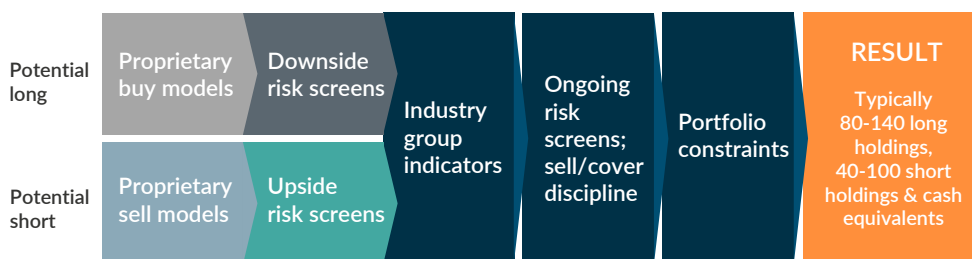 Potential
long
Proprietary
buy models
Downside
risk screens
Potential
short
Proprietary
sell models
Upside
risk screens
Industry
group
indicators
Ongoing
risk
screens;
sell/cover
discipline
Portfolio
constraints
RESULT
Typically
80-140 long
holdings,
40-100 short
holdings & cash
equivalents